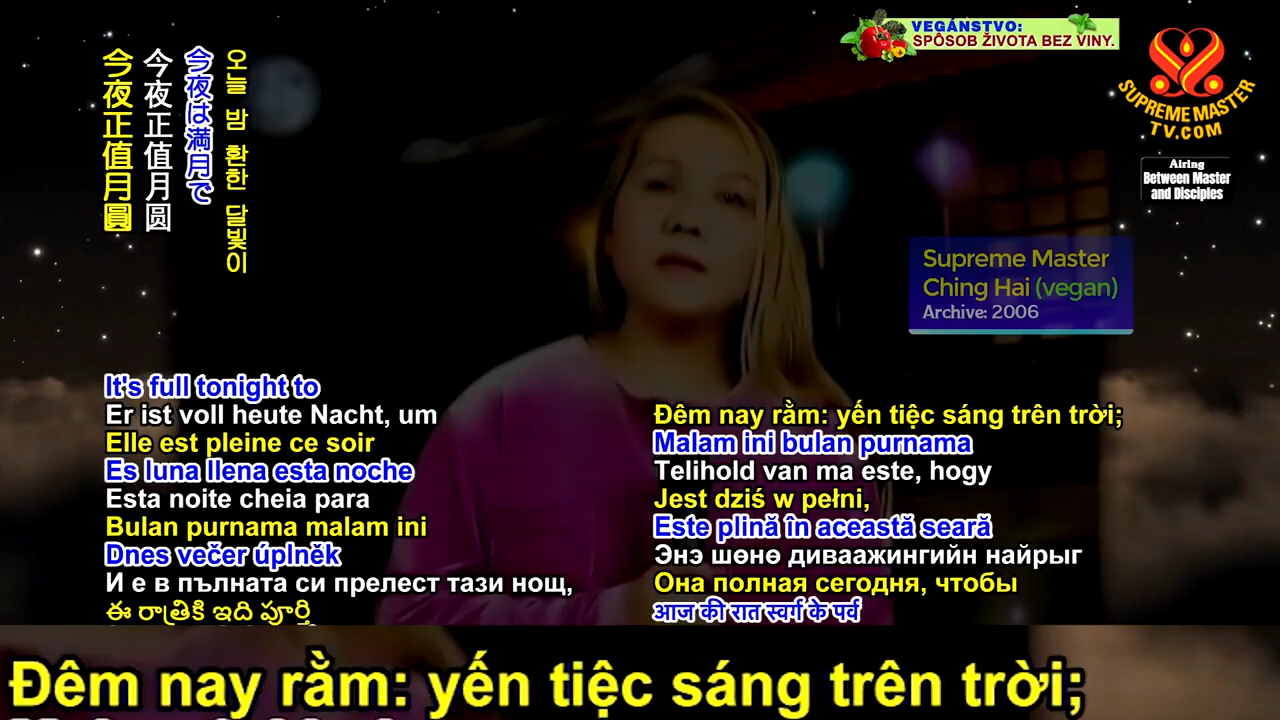 VEGÁNSTVO:
SPÔSOB ŽIVOTA BEZ VINY.
SUPREME MASTER
TV.COM
Airing
Between Master
and Disciples
今夜正值月圓
今夜正值月圆
今夜は満月で
오늘 밤 환한 달빛이
Supreme Master
Ching Hai (vegan)
Archive: 2006
It's full tonight to
Er ist voll heute Nacht, um
Elle est pleine ce soir
Es luna llena esta noche
Esta noite cheia para
Bulan purnama malam ini
Dnes večer úplněk
И е в пълната си прелест тази нощ,
ఈ రాత్రికి ఇది పూర్తి
Đêm nay rằm: yến tiệc sáng trên trời;
Malam ini bulan purnama
Telihold van ma este, hogy
Jest dziś w pełni,
Este plină în această seară
Энэ шөнө диваажингийн найрыг
Она полная сегодня, чтобы
आज की रात स्वर्ग के पर्व
Đêm nay rằm: yến tiệc sáng trên trời;